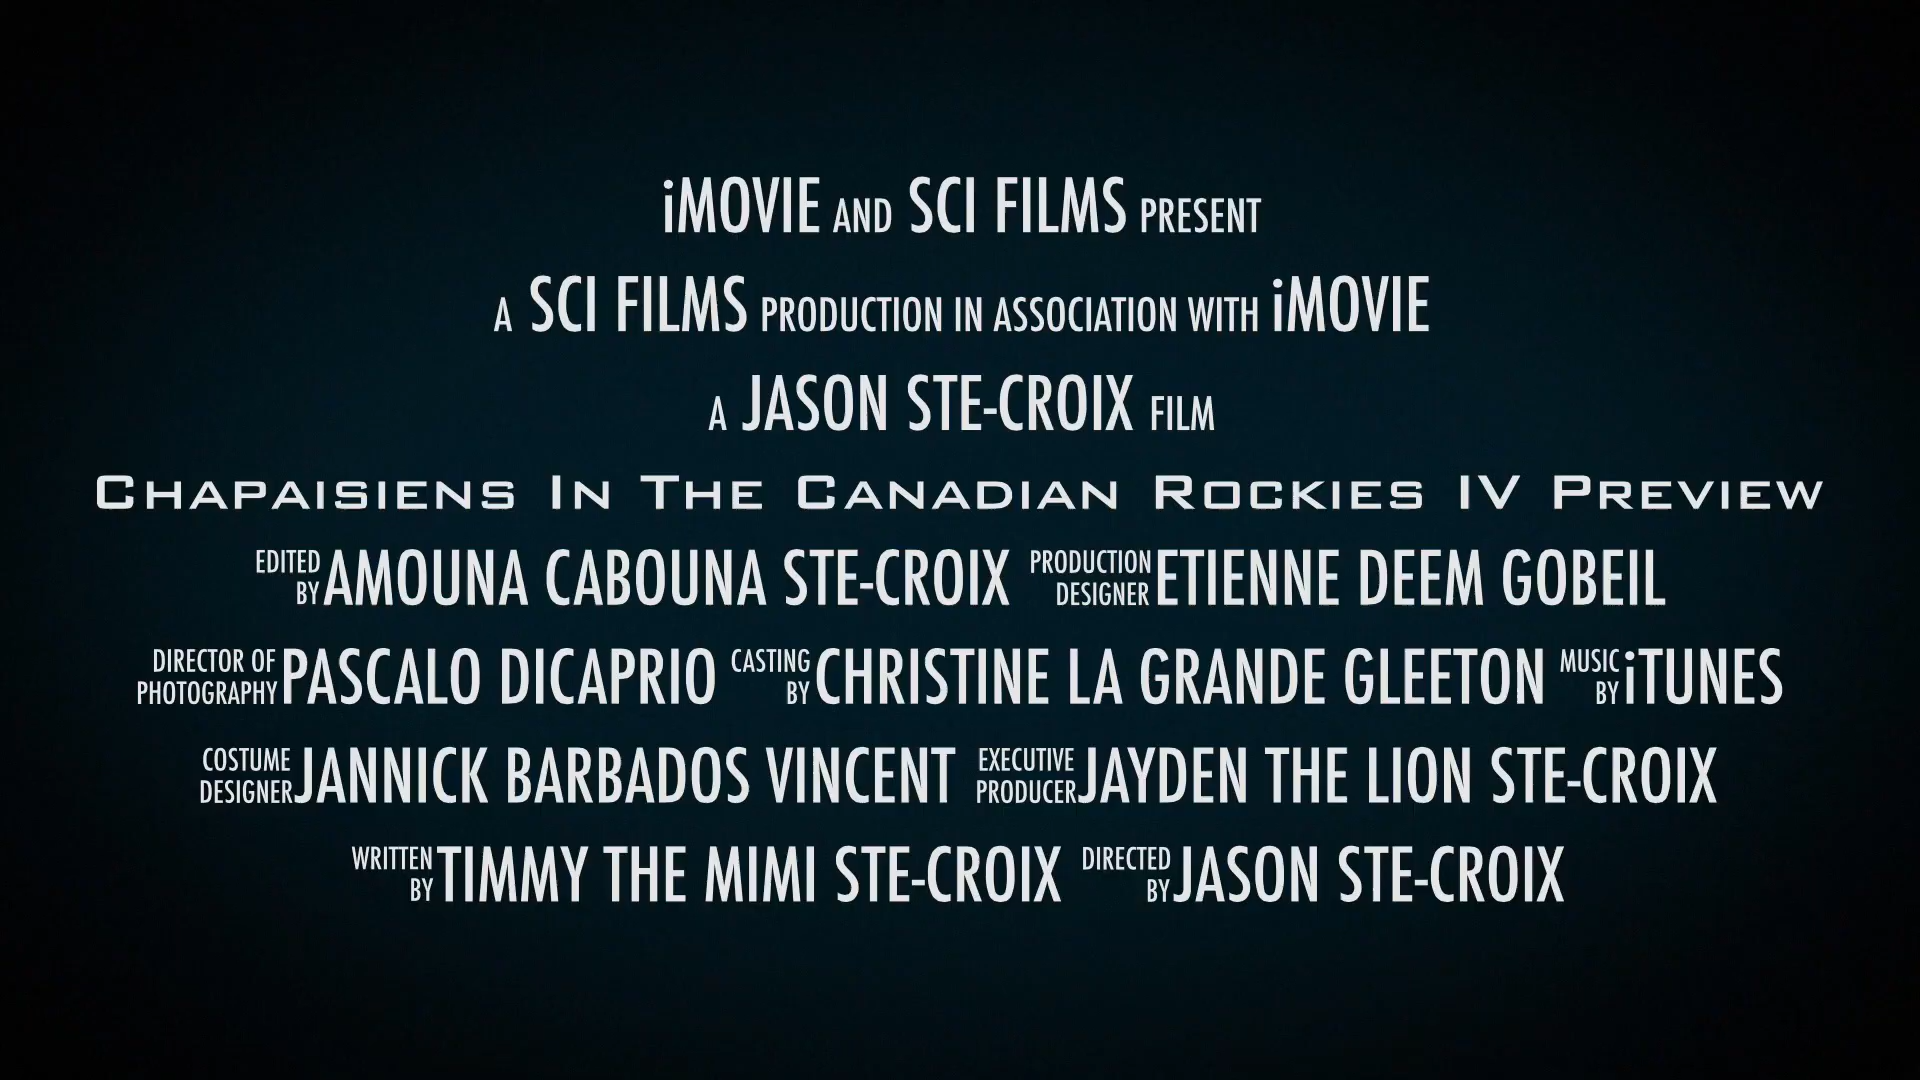 iMOVIE AND SCI FILMS PRESENT
A SCI FILMS PRODUCTION IN ASSOCIATION WITH iMOVIE
A JASON STE-CROIX FILM
CHAPAISIENS IN THE CANADIAN ROCKIES IV PREVIEW
EDITED BY AMOUNA CABOUNA STE-CROIX PRODUCTION DESIGNER ETIENNE DEEM GOBEIL
DIRECTOR OF PHOTOGRAPHY PASCALO DICAPRIO CASTING BY CHRISTINE LA GRANDE GLEETON MUSIC BY iTUNES
COSTUME DESIGNER JANNICK BARBADOS VINCENT EXECUTIVE PRODUCER JAYDEN THE LION STE-CROIX
WRITTEN BY TIMMY THE MIMI STE-CROIX DIRECTED BY JASON STE-CROIX